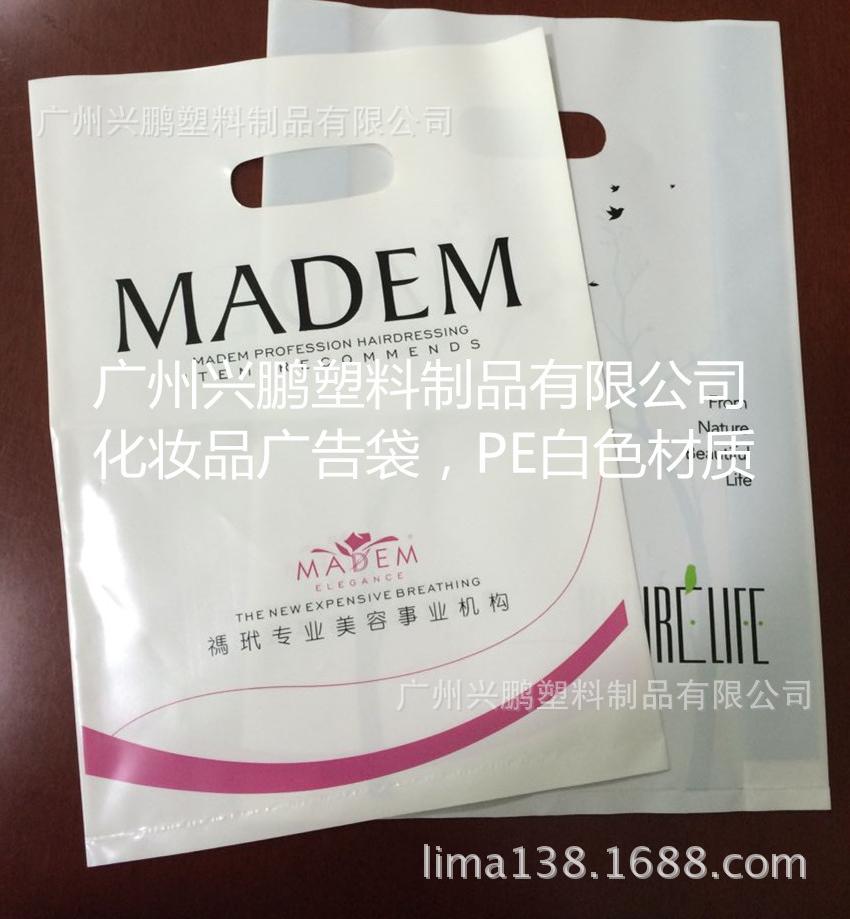 广州兴鹏塑料制品有限公司
MADEM
MADEM PROFESSION HAIRDRESSING
RECOMMENDS
广州兴鹏塑料制品有限公司
化妆品广告袋，PE白色材质
From
Nature
Beautiful
Life
MADEM
ELEGANCE
THE NEW EXPENSIVE BREATHING
禡玳专业美容事业机构
LIFE
广州兴鹏塑料制品有限公司
lima138.1688.com